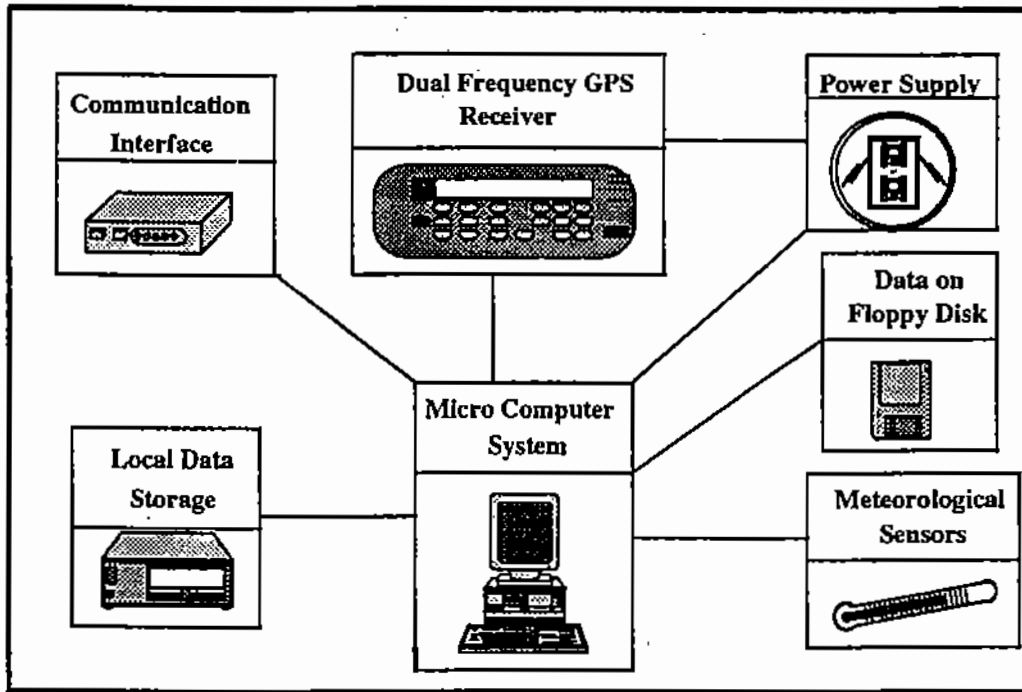 Communication
Interface
Dual Frequency GPS
Receiver
Power Supply
Data on
Floppy Disk
Micro Computer
System
Local Data
Storage
Meteorological
Sensors